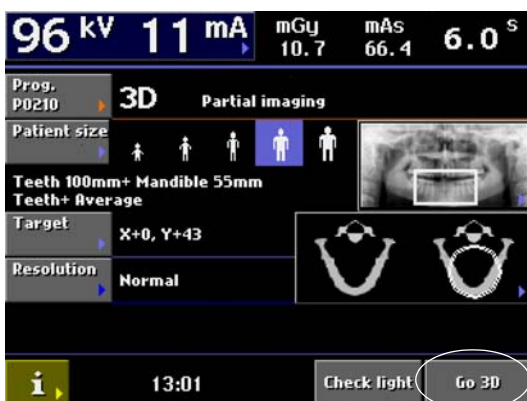 96 kV 11 mA mGy 10.7 mAs 66.4 6.0 s
Prog. P0210 3D Partial imaging
Patient size
Teeth 100mm+ Mandible 55mm
Teeth+ Average
Target X+0, Y+43
Resolution Normal
i 13:01 Check light Go 3D